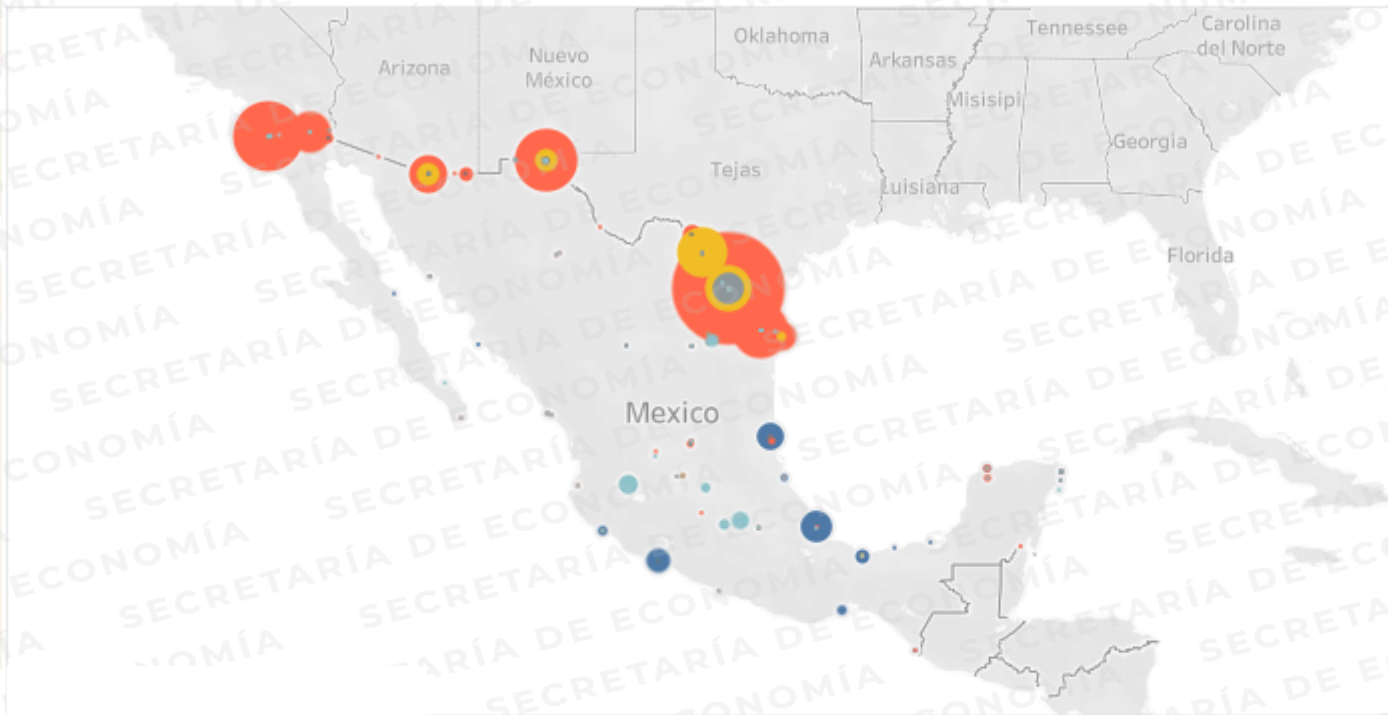 Oklahoma
Tennessee
Carolina
del Norte
Nuevo
México
Arizona
Arkansas
Misisipi
Georgia
Tejas
Luisiana
Florida
Mexico
SECRETARÍA DE ECONOMÍA